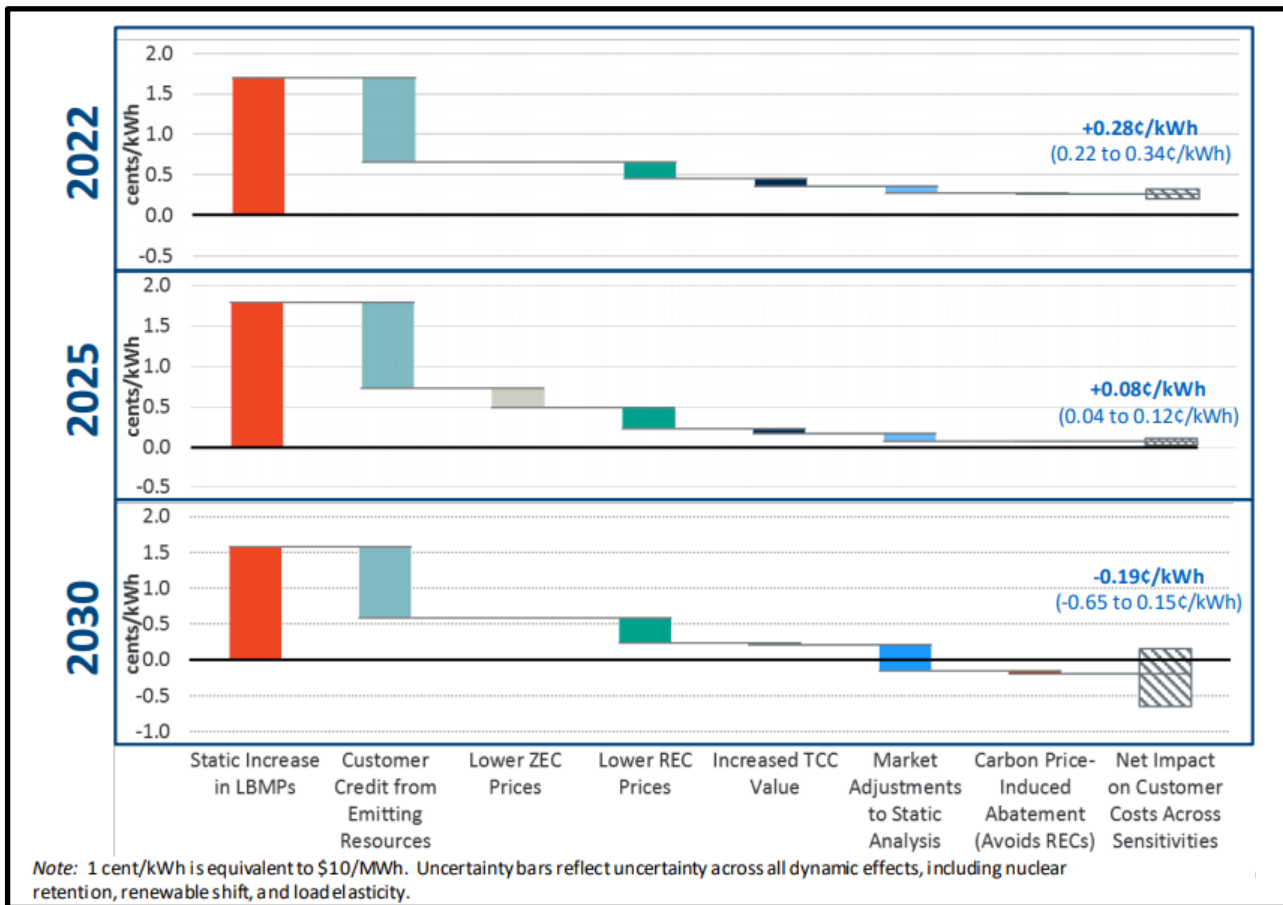 2022
cents/kWh
2.0
1.5
1.0
0.5
0.0
-0.5
+0.28¢/kWh
(0.22 to 0.34¢/kWh)
2025
cents/kWh
2.0
1.5
1.0
0.5
0.0
-0.5
+0.08¢/kWh
(0.04 to 0.12¢/kWh)
2030
cents/kWh
2.0
1.5
1.0
-0.5
0.0
-0.5
-1.0
-0.19¢/kWh
(-0.65 to 0.15¢/kWh)
Static Increase
in LBMPs
Customer
Credit from
Emitting
Resources
Lower ZEC
Prices
Lower REC
Prices
Increased TCC
Value
Market
Adjustments
to Static
Analysis
Carbon Price-
Induced
Abatement
(Avoids RECs)
Net Impact
on Customer
Costs Across
Sensitivities
Note: 1 cent/kWh is equivalent to $10/MWh. Uncertainty bars reflect uncertainty across all dynamic effects, including nuclear
retention, renewable shift, and load elasticity.